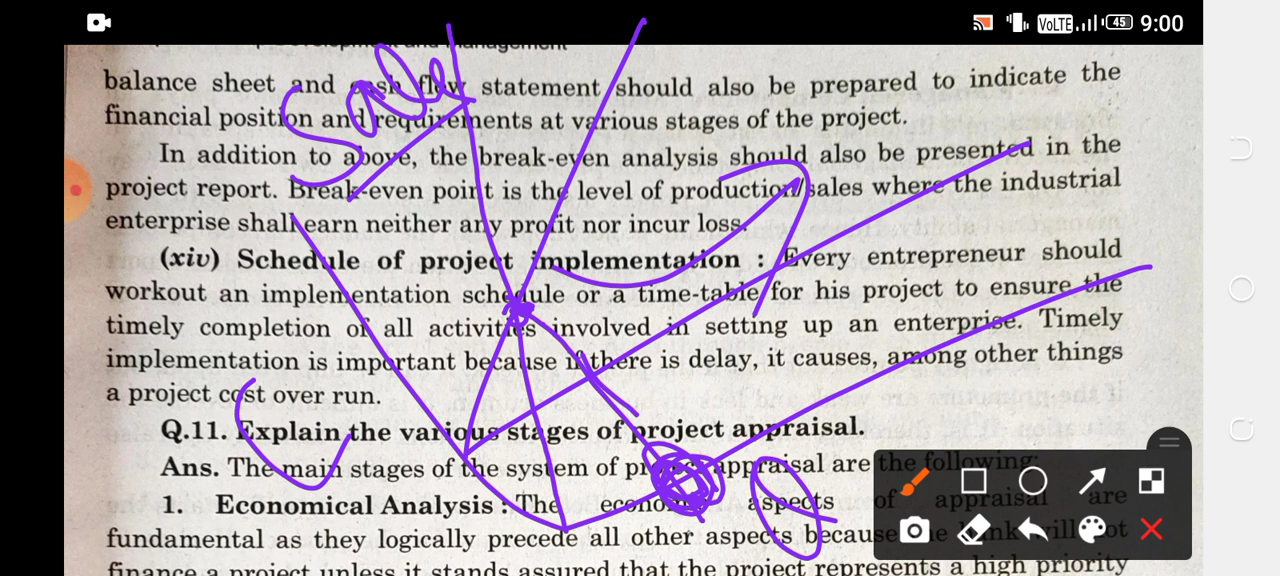 VoLTE 45 9:00
balance sheet and cash flow statement should also be prepared to indicate the
financial position and requirements at various stages of the project.
In addition to above, the break-even analysis should also be presented in the
project report. Break-even point is the level of production/sales where the industrial
enterprise shall earn neither any profit nor incur loss.
(xiv) Schedule of project implementation : Every entrepreneur should
workout an implementation schedule or a time-table for his project to ensure the
timely completion of all activities involved in setting up an enterprise. Timely
implementation is important because if there is delay, it causes, among other things
a project cost over run.
Q.11. Explain the various stages of project appraisal.
Ans. The main stages of the system of project appraisal are the following:
1. Economical Analysis : The aspects of appraisal are
fundamental as they logically precede all other aspects because will not
finance a project unless it stands assured that the project represents a high priority